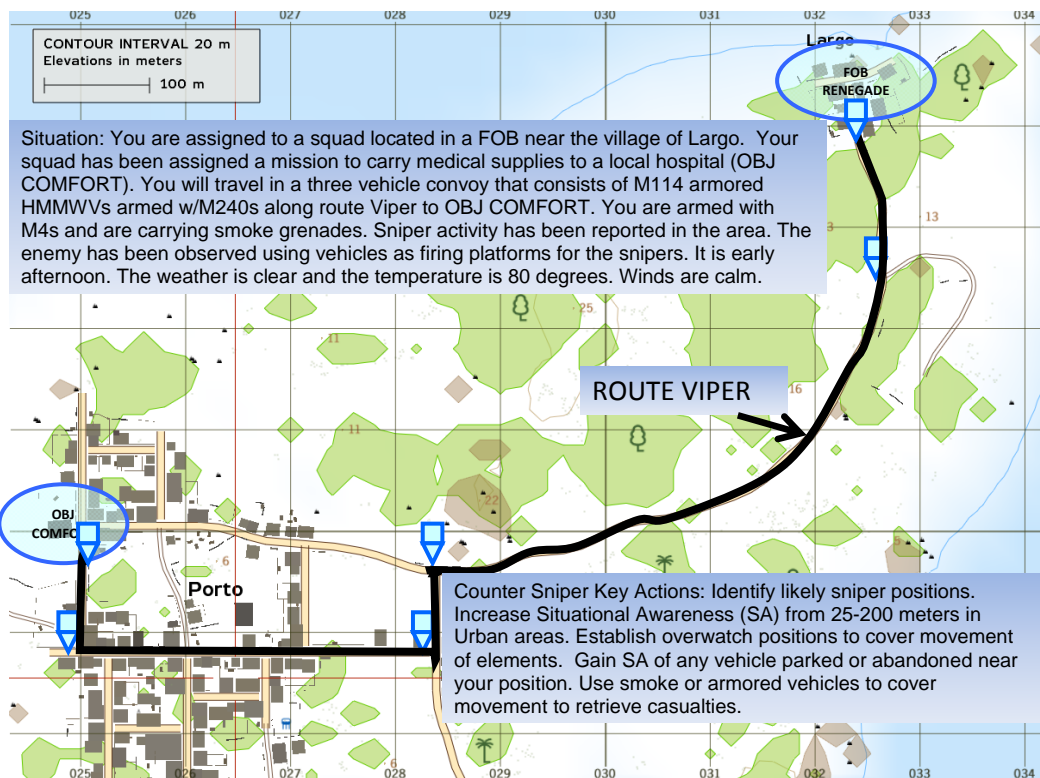 025 026 027 028 029 030 031 032 033 034
CONTOUR INTERVAL 20 m
Elevations in meters
100 m
Largo
FOB
RENEGADE
Situation: You are assigned to a squad located in a FOB near the village of Largo. Your
squad has been assigned a mission to carry medical supplies to a local hospital (OBJ
COMFORT). You will travel in a three vehicle convoy that consists of M114 armored
HMMWVs armed w/M240s along route Viper to OBJ COMFORT. You are armed with
M4s and are carrying smoke grenades. Sniper activity has been reported in the area. The
enemy has been observed using vehicles as firing platforms for the snipers. It is early
afternoon. The weather is clear and the temperature is 80 degrees. Winds are calm.
13
3
25
11
ROUTE VIPER
16
11
22
OBJ
COMFO
6
Porto
Counter Sniper Key Actions: Identify likely sniper positions.
Increase Situational Awareness (SA) from 25-200 meters in
Urban areas. Establish overwatch positions to cover movement
of elements. Gain SA of any vehicle parked or abandoned near
your position. Use smoke or armored vehicles to cover
movement to retrieve casualties.
6
025 026 027 028 029 030 031 032 033 034